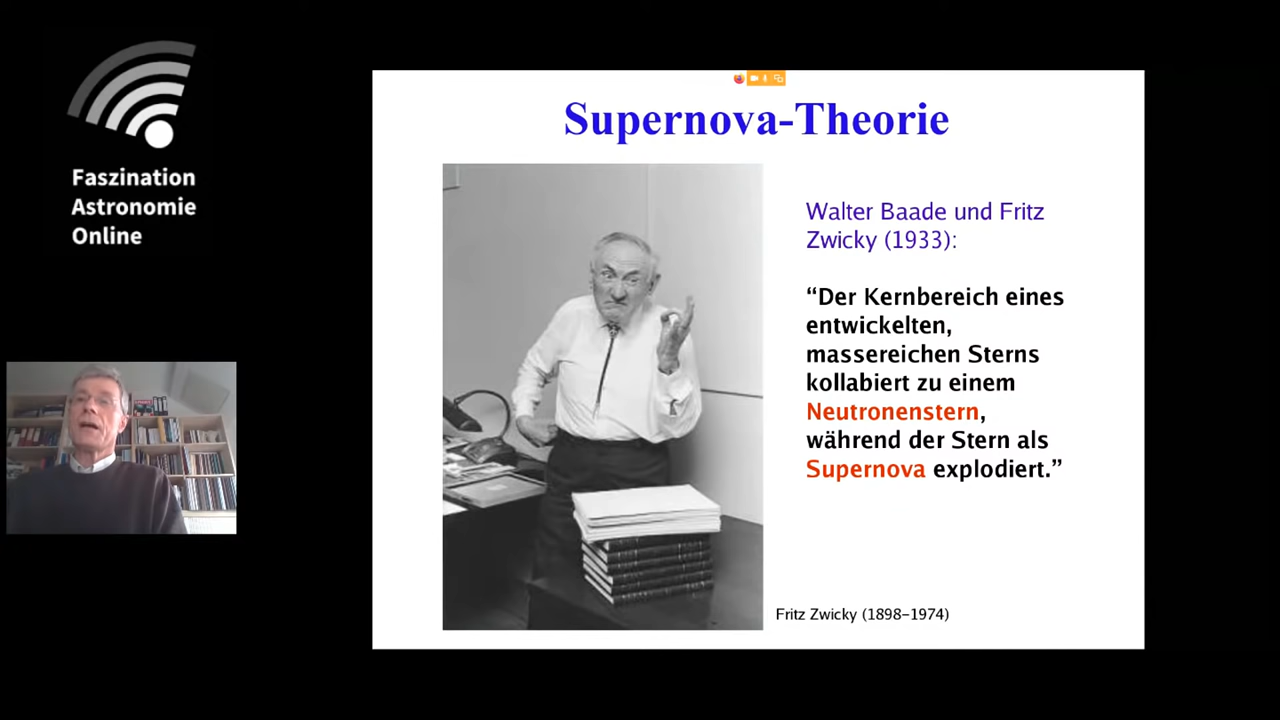 Faszination
Astronomie
Online
Supernova-Theorie
Walter Baade und Fritz
Zwicky (1933):
“Der Kernbereich eines
entwickelten,
massereichen Sterns
kollabiert zu einem
Neutronenstern,
während der Stern als
Supernova explodiert.”
Fritz Zwicky (1898–1974)